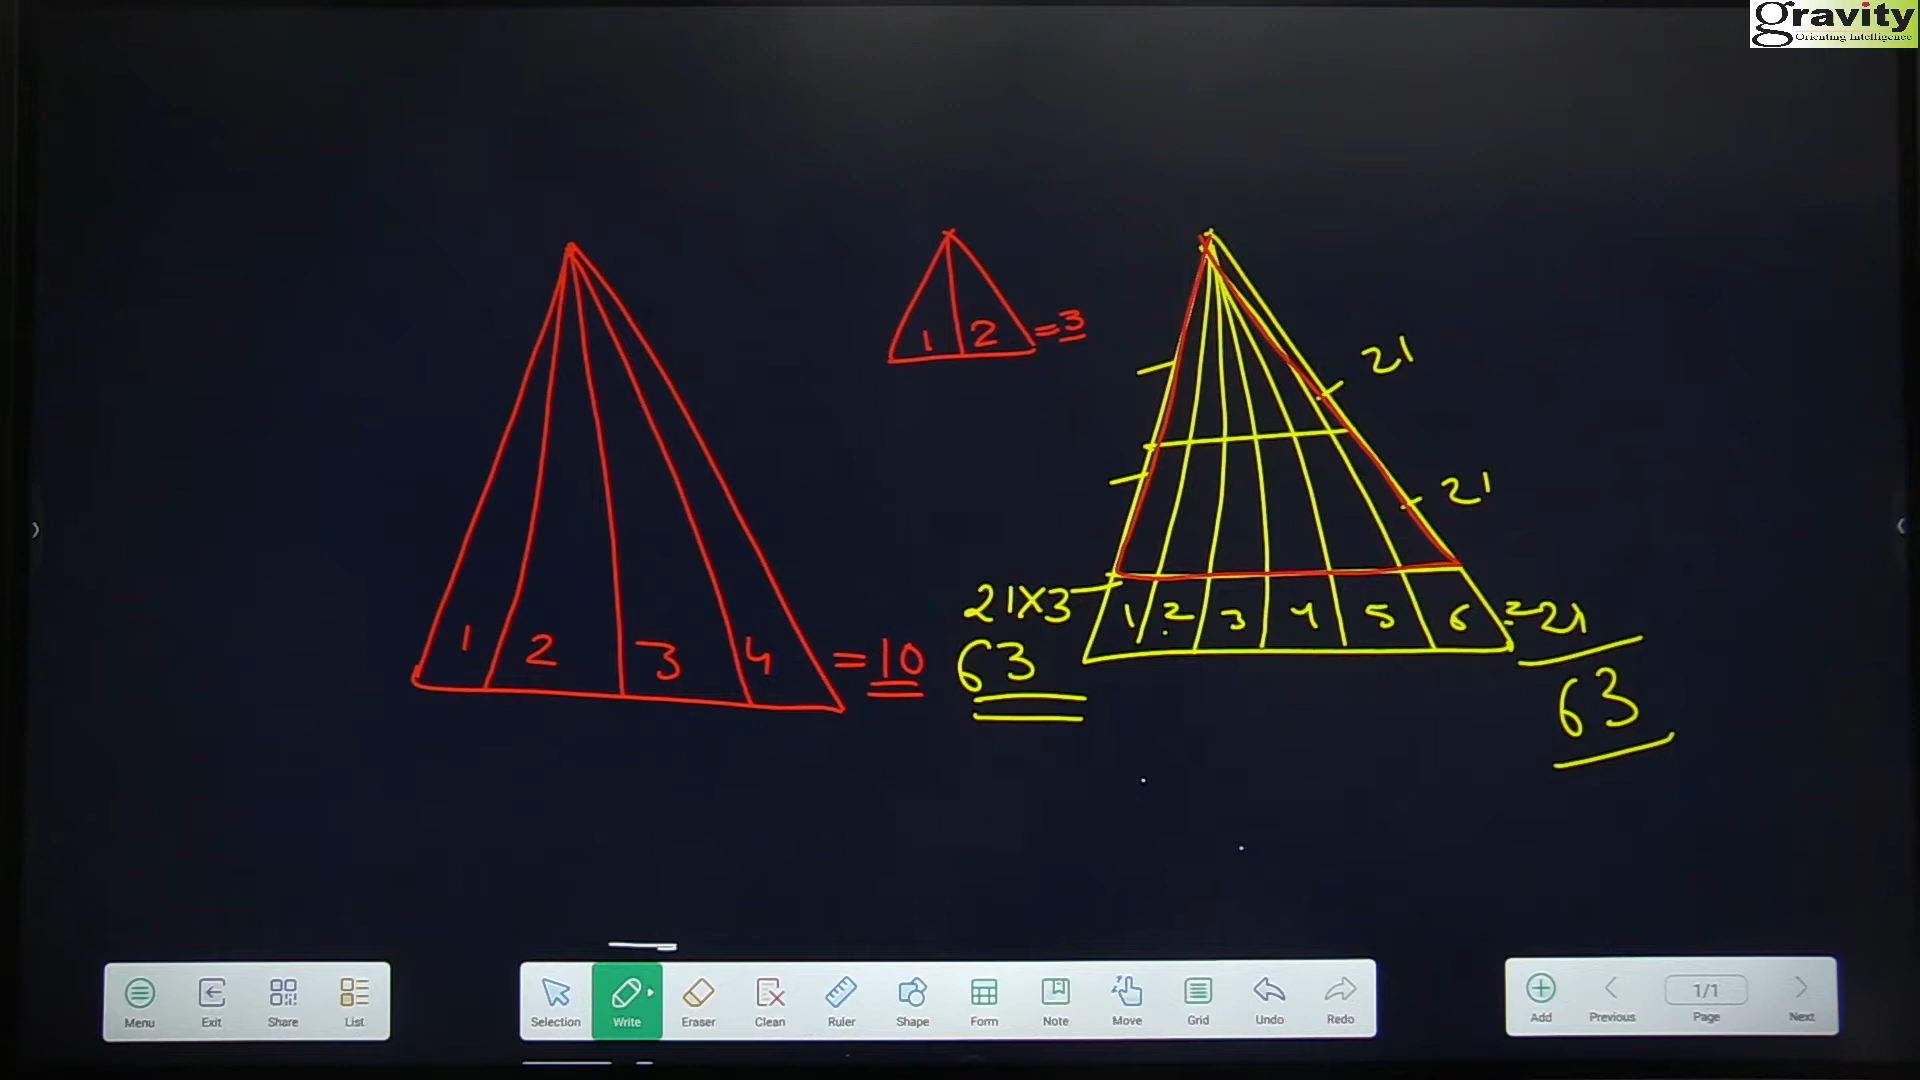 gravity
Orienting Intelligence
1 2 = 3
21
21
21×3
1 2 3 4 5 6 = 21
1 2 3 4 = 10
63
63
Menu Exit Share List
Selection Write Eraser Clean Ruler Shape Form Note Move Grid Undo Redo
1/1
Add Previous Page Next